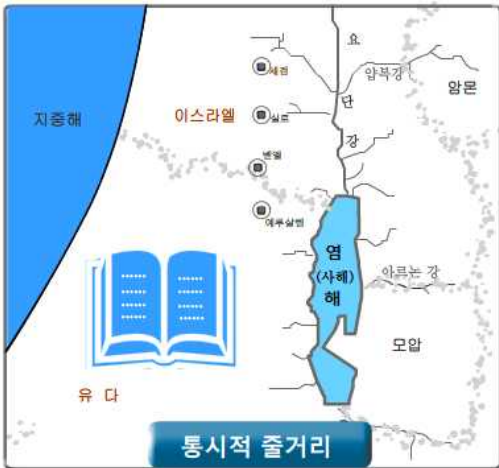 요
단
강
세겜
얍복강
암몬
지중해
이스라엘
실로
벧엘
예루살렘
염
(사해)
해
아르논 강
모압
유 다
통시적 줄거리